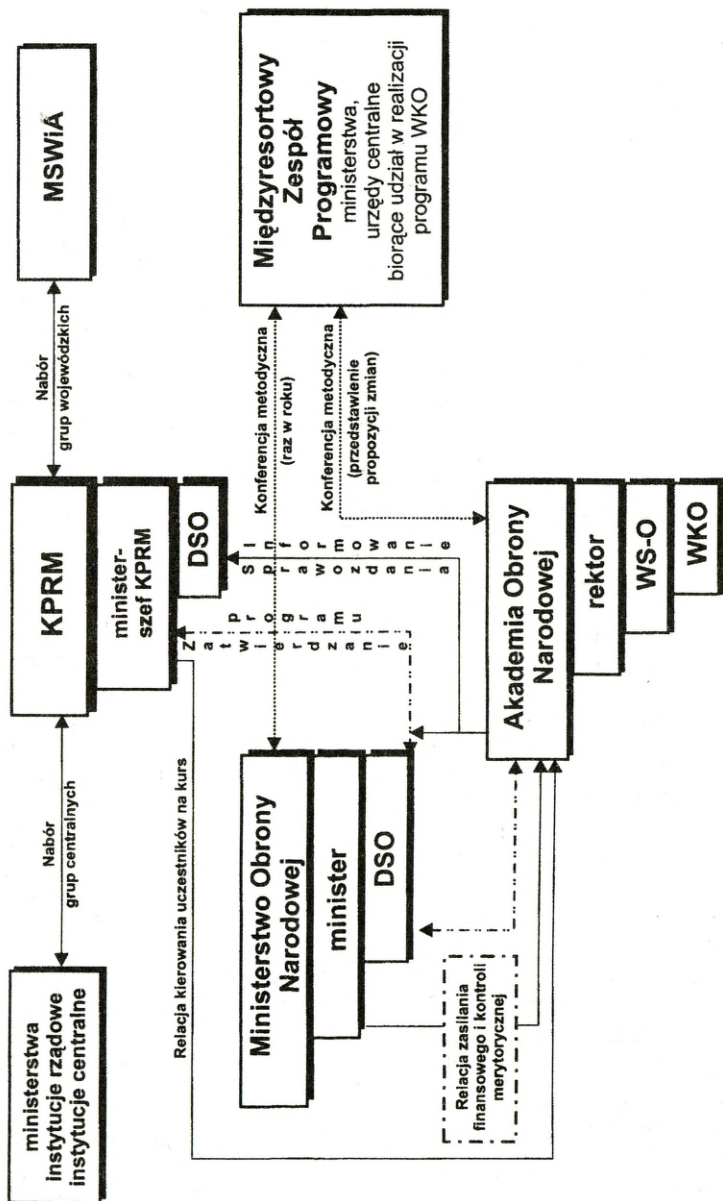 ministerstwa
instytucje rządowe
instytucje centralne
Nabór
grup centralnych
KPRM
minister-
szef KPRM
DSO
Nabór
grup wojewódzkich
MSWiA
Relacja kierowania uczestników na kurs
Zatwierdzanie
programu
Sprawozdania
informowanie
Konferencja metodyczna
(raz w roku)
Konferencja metodyczna
(przedstawienie
propozycji zmian)
Międzyresortowy
Zespół
Programowy
ministerstwa,
urzędy centralne
biorące udział w realizacji
programu WKO
Ministerstwo Obrony
Narodowej
minister
DSO
Relacja zasilania
finansowego i kontroli
merytorycznej
Akademia Obrony
Narodowej
rektor
WS-O
WKO